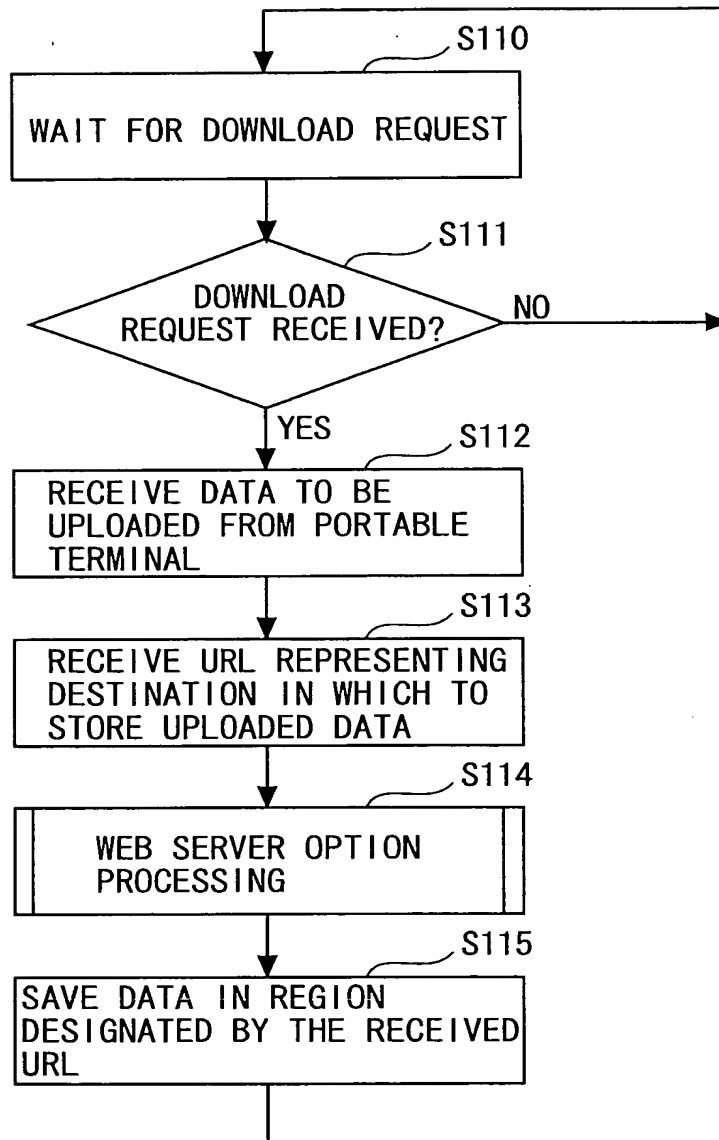 S110
WAIT FOR DOWNLOAD REQUEST
S111
DOWNLOAD
REQUEST RECEIVED?
NO
YES
S112
RECEIVE DATA TO BE
UPLOADED FROM PORTABLE
TERMINAL
S113
RECEIVE URL REPRESENTING
DESTINATION IN WHICH TO
STORE UPLOADED DATA
S114
WEB SERVER OPTION
PROCESSING
S115
SAVE DATA IN REGION
DESIGNATED BY THE RECEIVED
URL